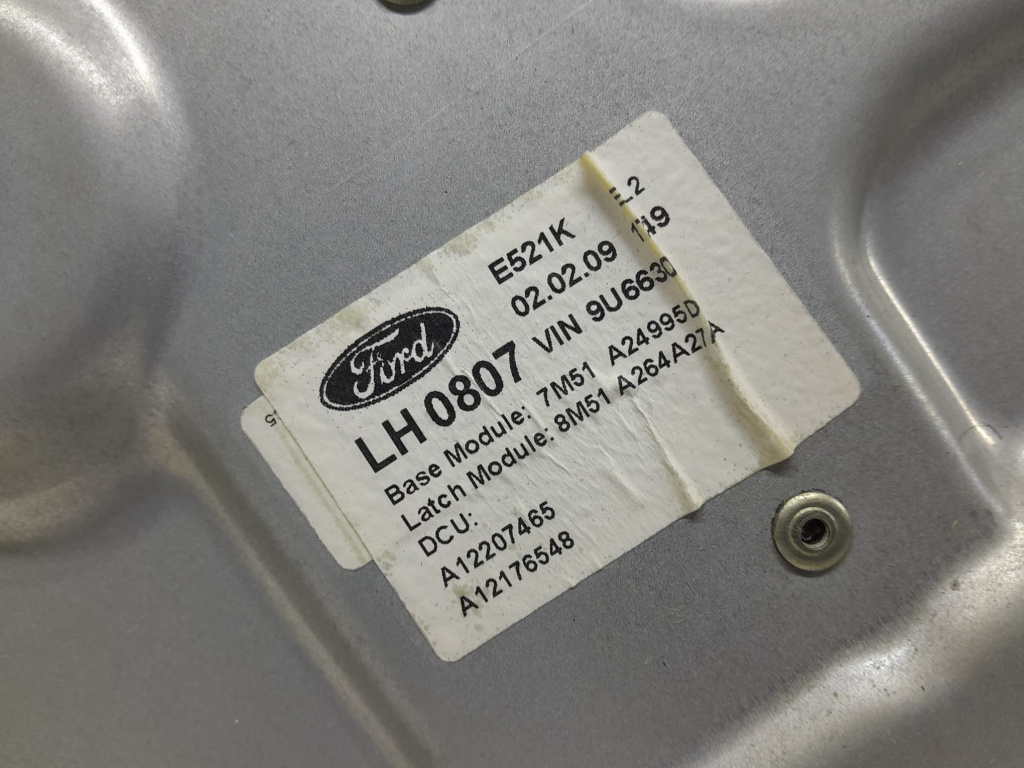 Ford
E521K
02.02.09
LH 0807 VIN 9U6630
Base Module: 7M51 A24995D
Latch Module: 8M51 A264A27A
DCU:
A12207465
A12176548